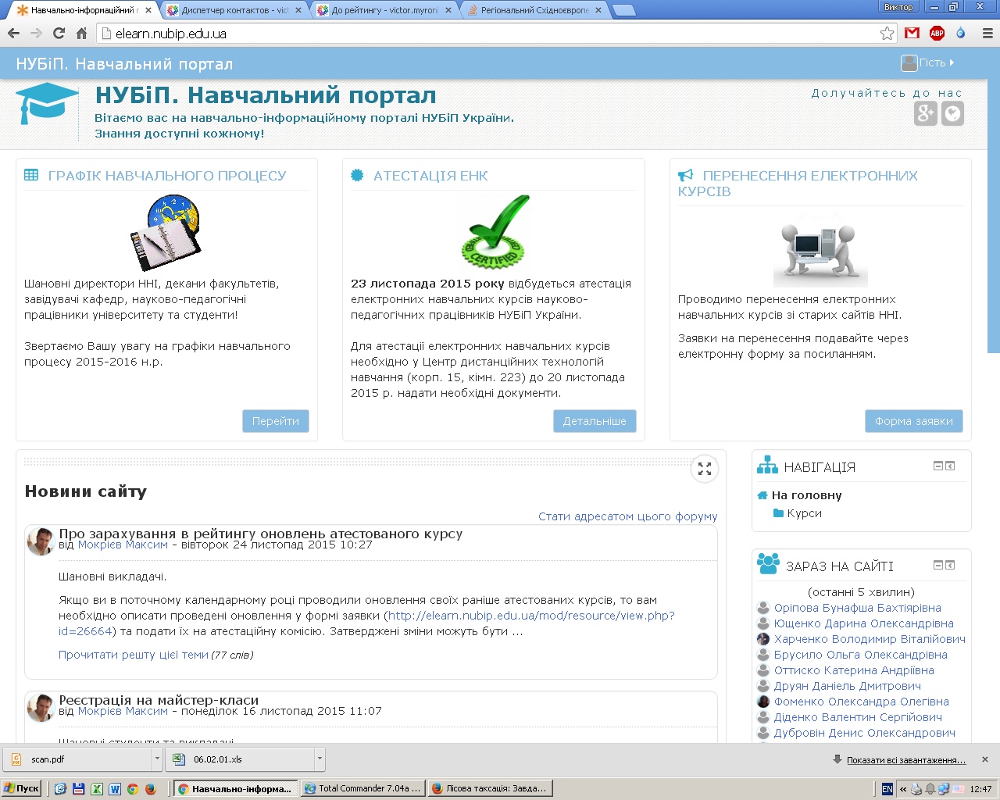 Навчально-інформаційний п
Диспетчер контактов - vict
До рейтингу - victor.myroni
Регіональний Східноєвропе
Виктор
elearn.nubip.edu.ua
ABP
НУБіП. Навчальний портал
Гість
НУБіП. Навчальний портал
Вітаємо вас на навчально-інформаційному порталі НУБіП України.
Знання доступні кожному!
Долучайтесь до нас
ГРАФІК НАВЧАЛЬНОГО ПРОЦЕСУ
Шановні директори ННІ, декани факультетів,
завідувачі кафедр, науково-педагогічні
працівники університету та студенти!
Звертаємо Вашу увагу на графіки навчального
процесу 2015-2016 н.р.
Перейти
АТЕСТАЦІЯ ЕНК
CERTIFIED
23 листопада 2015 року відбудеться атестація
електронних навчальних курсів науково-
педагогічних працівників НУБіП України.
Для атестації електронних навчальних курсів
необхідно у Центр дистанційних технологій
навчання (корп. 15, кімн. 223) до 20 листопада
2015 р. надати необхідні документи.
Детальніше
ПЕРЕНЕСЕННЯ ЕЛЕКТРОННИХ
КУРСІВ
Проводимо перенесення електронних
навчальних курсів зі старих сайтів ННІ.
Заявки на перенесення подавайте через
електронну форму за посиланням.
Форма заявки
Новини сайту
Стати адресатом цього форуму
Про зарахування в рейтингу оновлень атестованого курсу
від Мокрієв Максим - вівторок 24 листопад 2015 10:27
Шановні викладачі.
Якщо ви в поточному календарному році проводили оновлення своїх раніше атестованих курсів, то вам
необхідно описати проведені оновлення у формі заявки (http://elearn.nubip.edu.ua/mod/resource/view.php?
id=26664) та подати їх на атестаційну комісію. Затверджені зміни можуть бути ...
Прочитати решту цієї теми (77 слів)
Реєстрація на майстер-класи
від Мокрієв Максим - понеділок 16 листопад 2015 11:07
Шановні студенти та викладачі
НАВІГАЦІЯ
На головну
Курси
ЗАРАЗ НА САЙТІ
(останні 5 хвилин)
Оріпова Бунафша Бахтіярівна
Ющенко Дарина Олександрівна
Харченко Володимир Віталійович
Брусило Ольга Олександрівна
Оттиско Катерина Андріївна
Друян Даніель Дмитрович
Фоменко Олександра Олегівна
Діденко Валентин Сергійович
Дубровін Денис Олександрович
scan.pdf
06.02.01.xls
Показати всі завантаження...
Пуск
Навчально-інформа...
Total Commander 7.04a ...
Лісова таксація: Завда...
EN
12:47